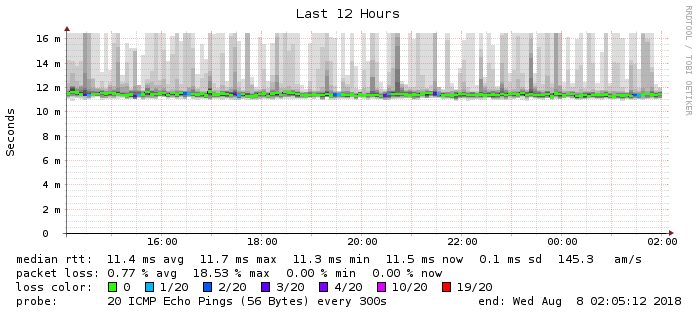 Last 12 Hours
RRDTOOL / TOBI OETIKER
Seconds
16 m
14 m
12 m
10 m
8 m
6 m
4 m
2 m
0
16:00 18:00 20:00 22:00 00:00 02:00
median rtt: 11.4 ms avg 11.7 ms max 11.3 ms min 11.5 ms now 0.1 ms sd 145.3 am/s
packet loss: 0.77 % avg 18.53 % max 0.00 % min 0.00 % now
loss color: 0 1/20 2/20 3/20 4/20 10/20 19/20
probe: 20 ICMP Echo Pings (56 Bytes) every 300s end: Wed Aug 8 02:05:12 2018